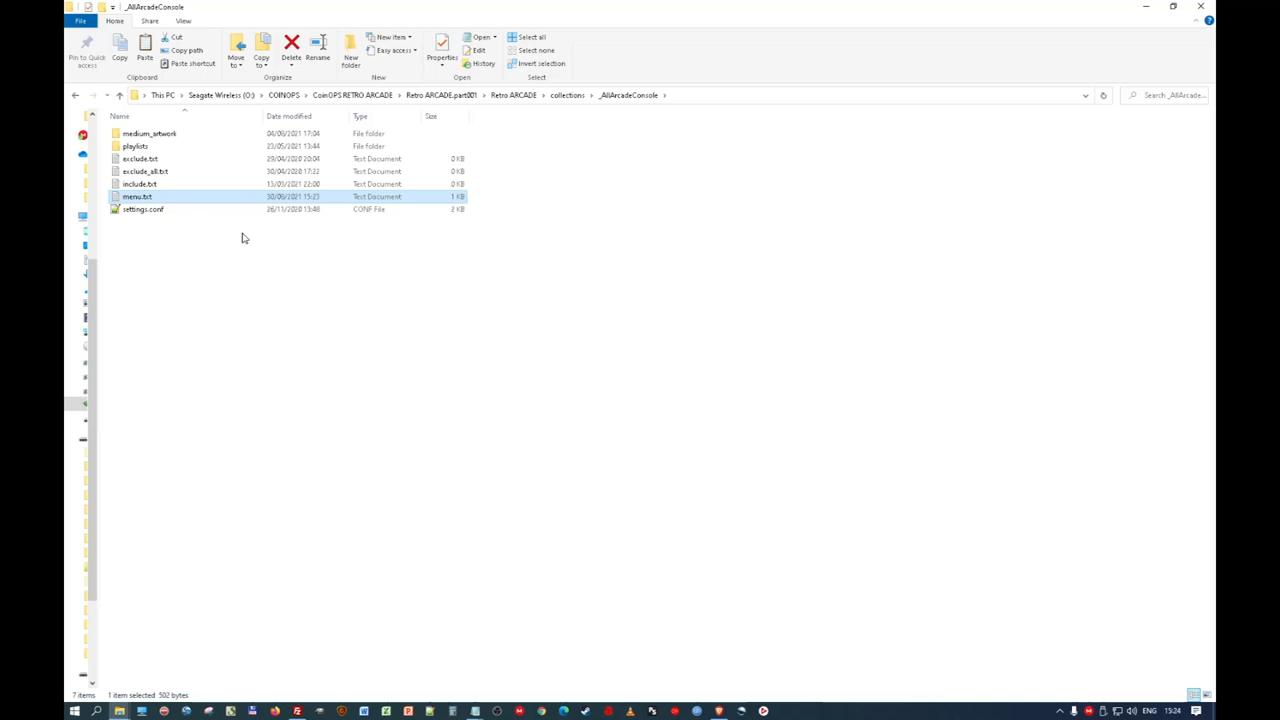 _AllArcadeConsole
File Home Share View
Pin to Quick access
Copy
Paste
Cut
Copy path
Paste shortcut
Clipboard
Move to
Copy to
Delete
Rename
Organize
New folder
New item
Easy access
New
Properties
Open
Edit
History
Open
Select all
Select none
Invert selection
Select
This PC > Seagate Wireless (O:) > COINOPS > CoinOPS RETRO ARCADE > Retro ARCADE.part001 > Retro ARCADE > collections > _AllArcadeConsole >
Search _AllArcade...
Name Date modified Type Size
medium_artwork 04/08/2021 17:04 File folder
playlists 23/05/2021 13:44 File folder
exclude.txt 29/04/2020 20:04 Text Document 0 KB
exclude_all.txt 30/04/2020 17:22 Text Document 0 KB
include.txt 13/03/2021 22:00 Text Document 0 KB
menu.txt 30/08/2021 15:23 Text Document 1 KB
settings.conf 26/11/2020 13:48 CONF File 2 KB
7 items 1 item selected 502 bytes
ENG 15:24